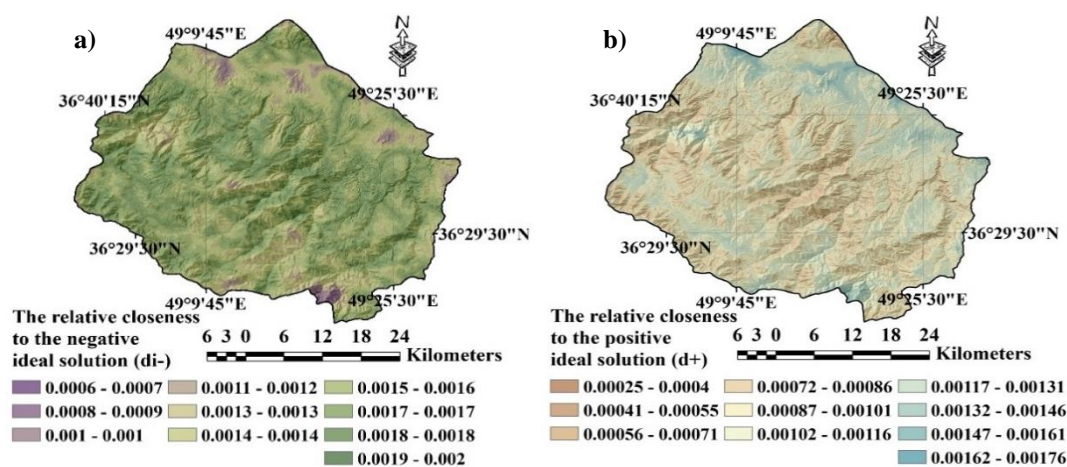 a)
N
49°9'45"E
49°25'30"E
36°40'15"N
36°29'30"N
36°29'30"N
49°9'45"E
49°25'30"E
The relative closeness
to the negative
ideal solution (di-)
6 3 0 6 12 18 24
Kilometers
0.0006 - 0.0007
0.0008 - 0.0009
0.001 - 0.001
0.0011 - 0.0012
0.0013 - 0.0013
0.0014 - 0.0014
0.0015 - 0.0016
0.0017 - 0.0017
0.0018 - 0.0018
0.0019 - 0.002
b)
N
49°9'45"E
49°25'30"E
36°40'15"N
36°29'30"N
36°29'30"N
49°9'45"E
49°25'30"E
The relative closeness
to the positive
ideal solution (d+)
6 3 0 6 12 18 24
Kilometers
0.00025 - 0.0004
0.00041 - 0.00055
0.00056 - 0.00071
0.00072 - 0.00086
0.00087 - 0.00101
0.00102 - 0.00116
0.00117 - 0.00131
0.00132 - 0.00146
0.00147 - 0.00161
0.00162 - 0.00176